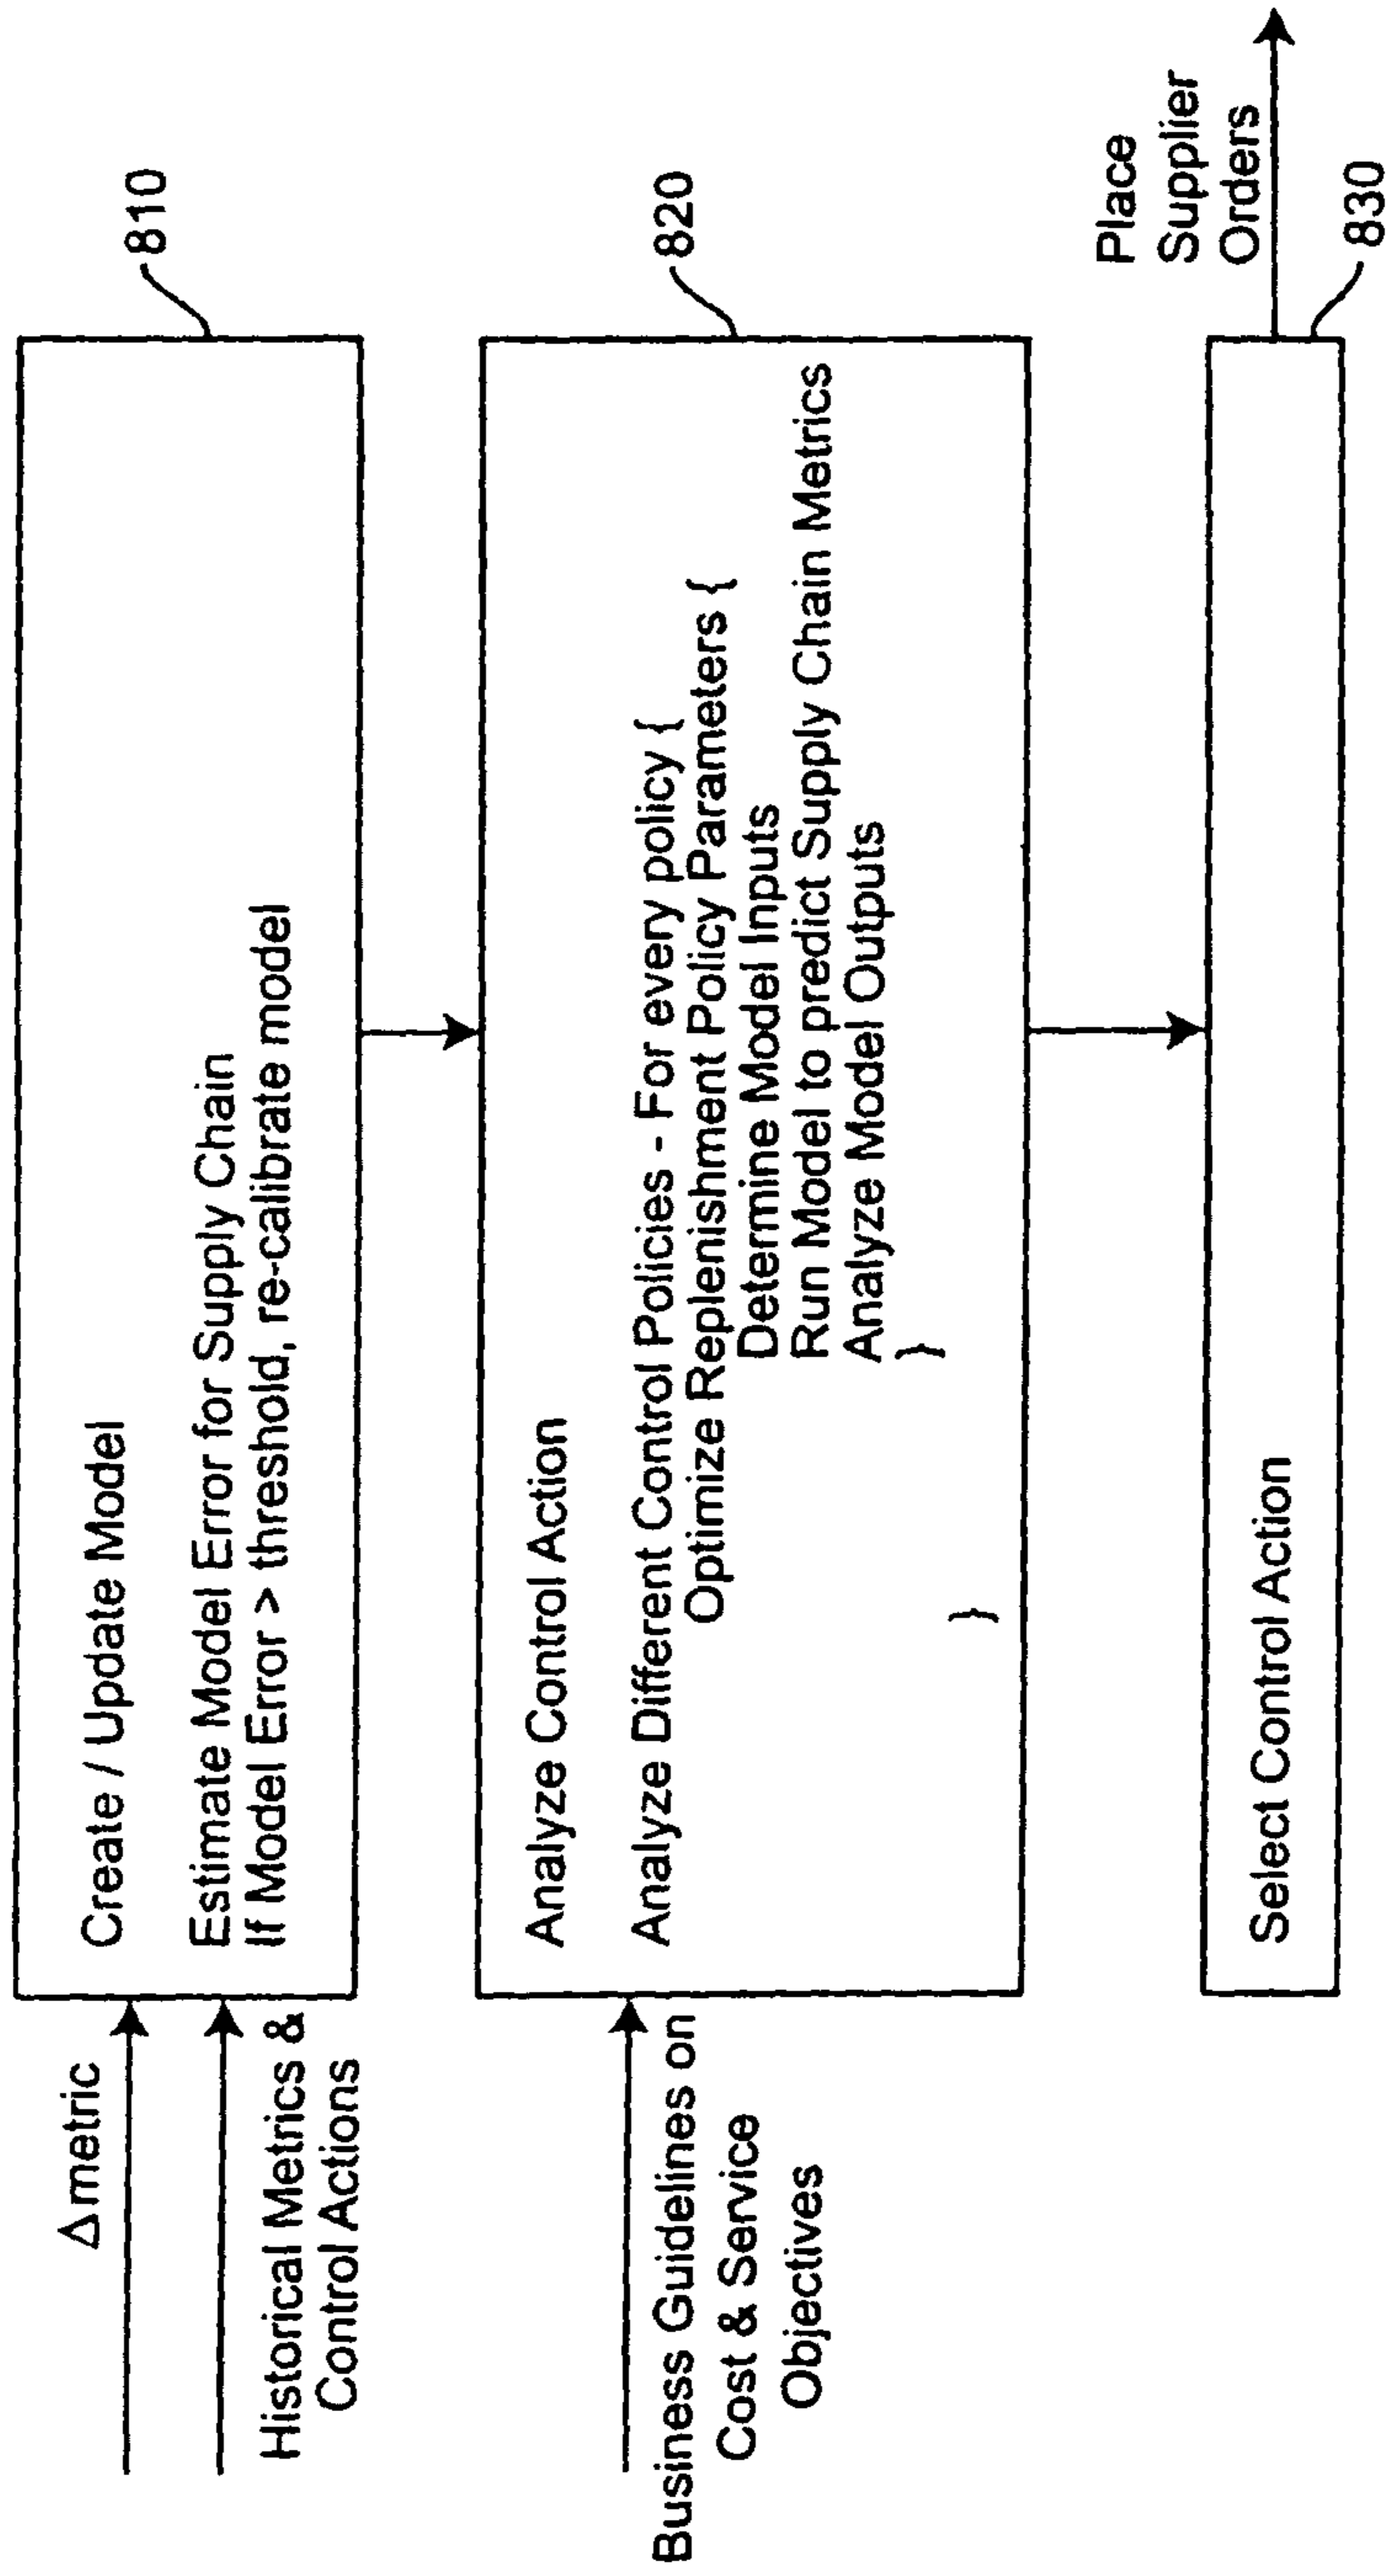 Δ metric
Historical Metrics &
Control Actions
Create / Update Model
Estimate Model Error for Supply Chain
If Model Error > threshold, re-calibrate model
810
Business Guidelines on
Cost & Service
Objectives
Analyze Control Action
Analyze Different Control Policies - For every policy {
Optimize Replenishment Policy Parameters {
Determine Model Inputs
Run Model to predict Supply Chain Metrics
Analyze Model Outputs
}
}
820
Select Control Action
Place
Supplier
Orders
830